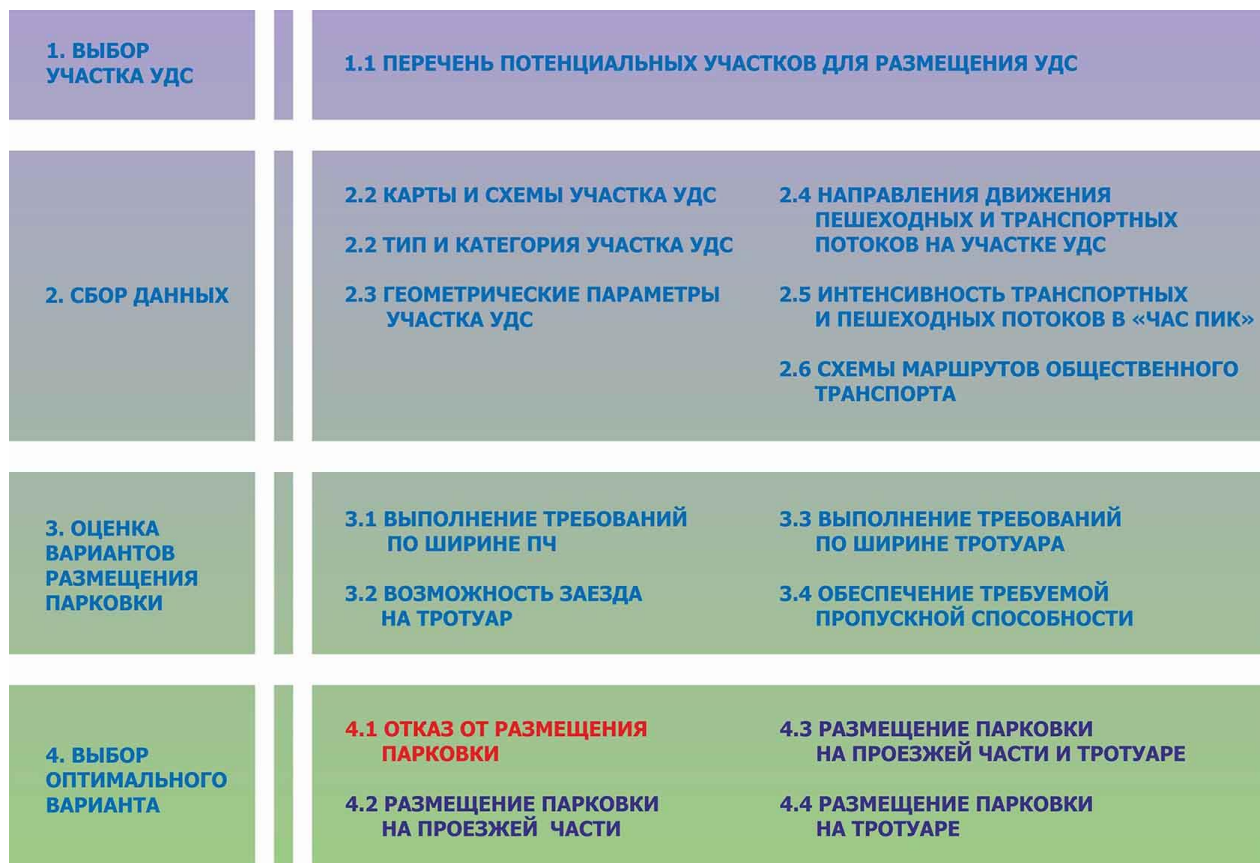 1. ВЫБОР
УЧАСТКА УДС
1.1 ПЕРЕЧЕНЬ ПОТЕНЦИАЛЬНЫХ УЧАСТКОВ ДЛЯ РАЗМЕЩЕНИЯ УДС
2. СБОР ДАННЫХ
2.2 КАРТЫ И СХЕМЫ УЧАСТКА УДС
2.2 ТИП И КАТЕГОРИЯ УЧАСТКА УДС
2.3 ГЕОМЕТРИЧЕСКИЕ ПАРАМЕТРЫ
УЧАСТКА УДС
2.4 НАПРАВЛЕНИЯ ДВИЖЕНИЯ
ПЕШЕХОДНЫХ И ТРАНСПОРТНЫХ
ПОТОКОВ НА УЧАСТКЕ УДС
2.5 ИНТЕНСИВНОСТЬ ТРАНСПОРТНЫХ
И ПЕШЕХОДНЫХ ПОТОКОВ В «ЧАС ПИК»
2.6 СХЕМЫ МАРШРУТОВ ОБЩЕСТВЕННОГО
ТРАНСПОРТА
3. ОЦЕНКА
ВАРИАНТОВ
РАЗМЕЩЕНИЯ
ПАРКОВКИ
3.1 ВЫПОЛНЕНИЕ ТРЕБОВАНИЙ
ПО ШИРИНЕ ПЧ
3.2 ВОЗМОЖНОСТЬ ЗАЕЗДА
НА ТРОТУАР
3.3 ВЫПОЛНЕНИЕ ТРЕБОВАНИЙ
ПО ШИРИНЕ ТРОТУАРА
3.4 ОБЕСПЕЧЕНИЕ ТРЕБУЕМОЙ
ПРОПУСКНОЙ СПОСОБНОСТИ
4. ВЫБОР
ОПТИМАЛЬНОГО
ВАРИАНТА
4.1 ОТКАЗ ОТ РАЗМЕЩЕНИЯ
ПАРКОВКИ
4.2 РАЗМЕЩЕНИЕ ПАРКОВКИ
НА ПРОЕЗЖЕЙ ЧАСТИ
4.3 РАЗМЕЩЕНИЕ ПАРКОВКИ
НА ПРОЕЗЖЕЙ ЧАСТИ И ТРОТУАРЕ
4.4 РАЗМЕЩЕНИЕ ПАРКОВКИ
НА ТРОТУАРЕ